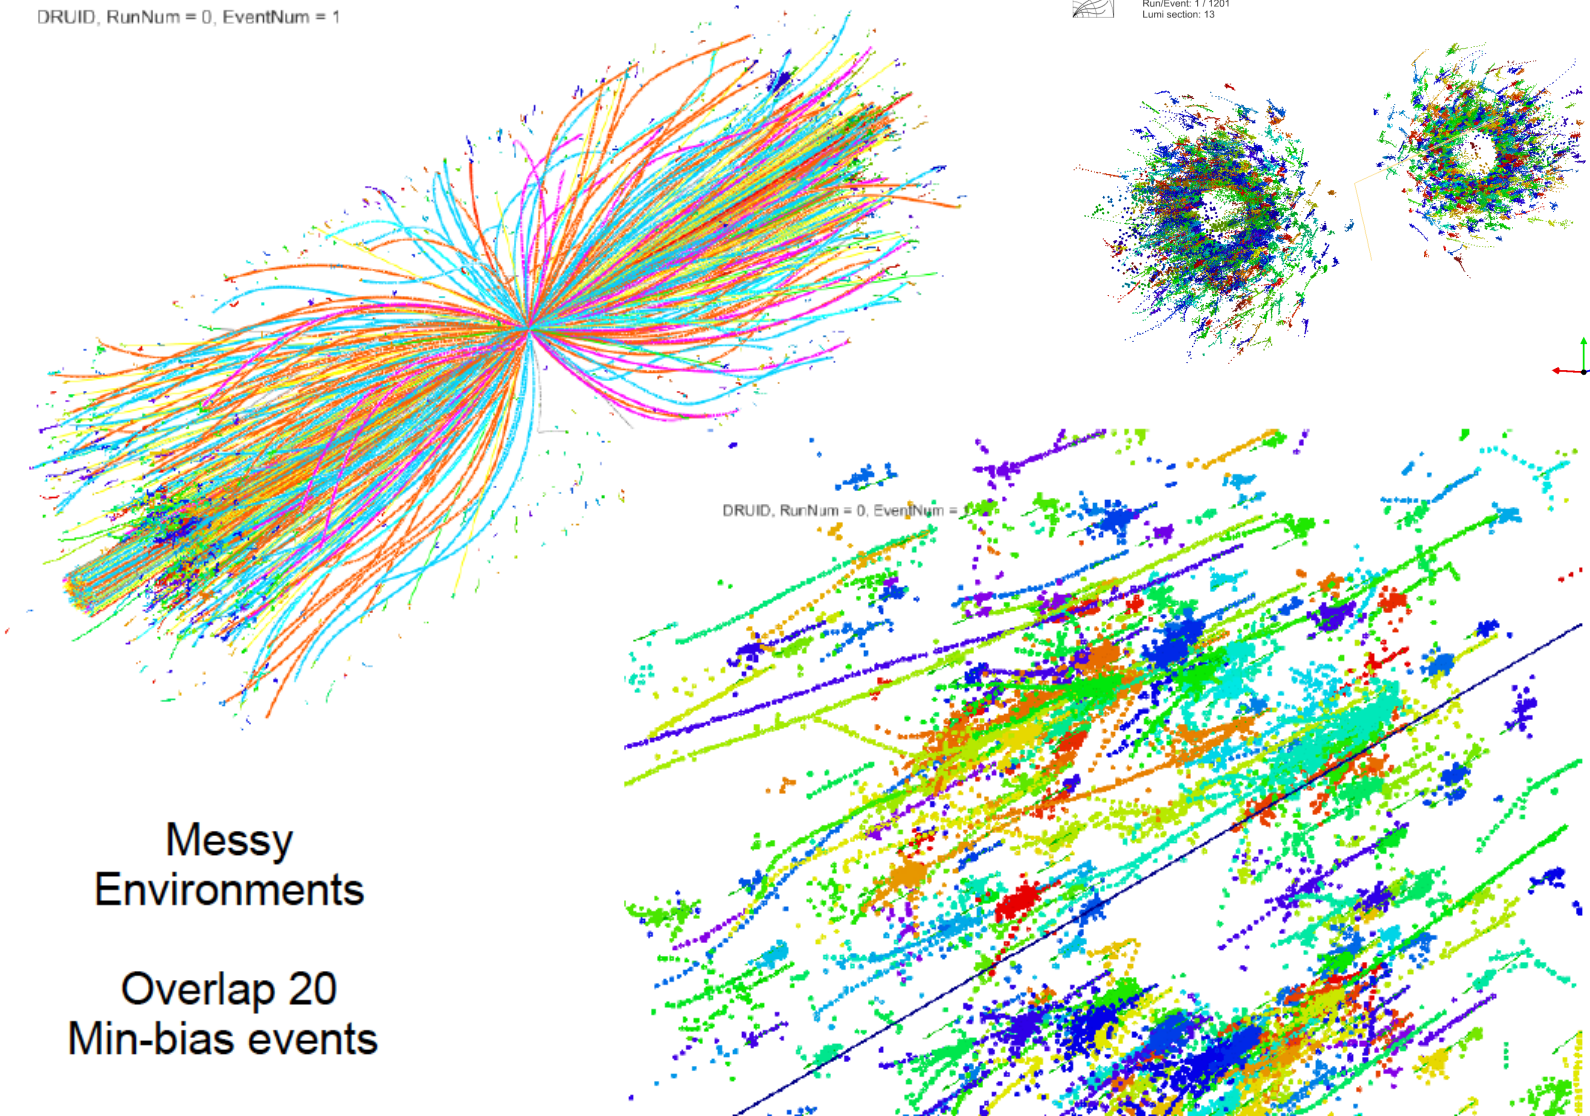 DRUID, RunNum = 0, EventNum = 1
Run/Event: 1 / 1201
Lumi section: 13
DRUID, RunNum = 0, EventNum =
Messy
Environments
Overlap 20
Min-bias events